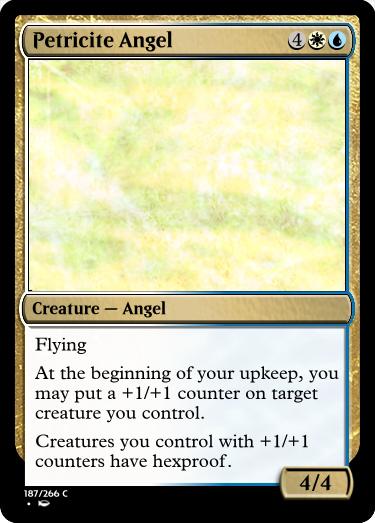 Petricite Angel 4
Creature — Angel
Flying
At the beginning of your upkeep, you
may put a +1/+1 counter on target
creature you control.
Creatures you control with +1/+1
counters have hexproof.
4/4
187/266 C